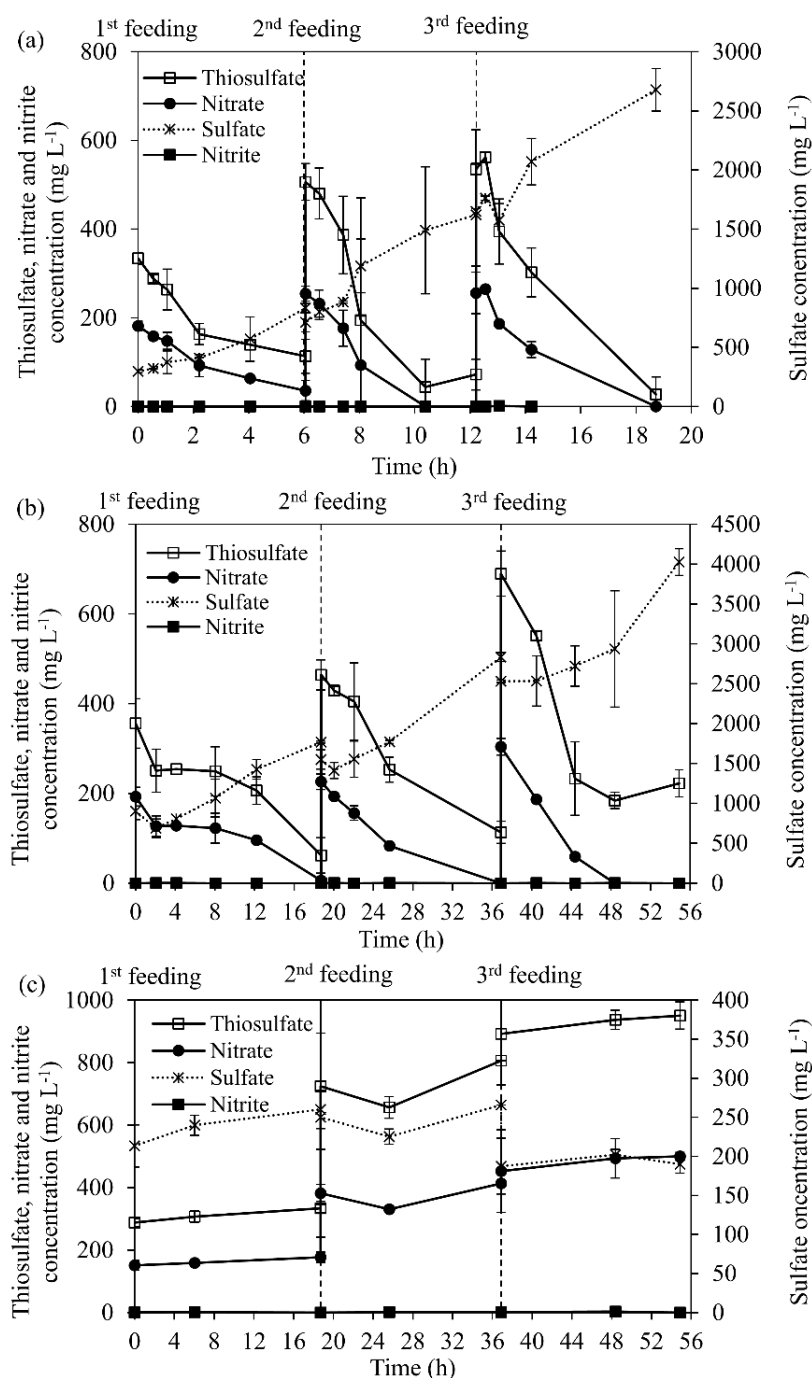 (a)
1st feeding 2nd feeding 3rd feeding
800 3000
Thiosulfate
Nitrate
Sulfate
Nitrite
600 2500
2000
400 1500
200 1000
500
0 0
0 2 4 6 8 10 12 14 16 18 20
Time (h)
Thiosulfate, nitrate and nitrite
concentration (mg L-1)
Sulfate concentration (mg L-1)
(b)
1st feeding 2nd feeding 3rd feeding
800 4500
Thiosulfate
Nitrate
Sulfate
Nitrite
4000
600 3500
3000
400 2500
2000
200 1500
1000
500
0 0
0 4 8 12 16 20 24 28 32 36 40 44 48 52 56
Time (h)
Thiosulfate, nitrate and nitrite
concentration (mg L-1)
Sulfate concentration (mg L-1)
(c)
1st feeding 2nd feeding 3rd feeding
1000 400
Thiosulfate
Nitrate
Sulfate
Nitrite
350
800 300
600 250
200
400 150
200 100
50
0 0
0 4 8 12 16 20 24 28 32 36 40 44 48 52 56
Time (h)
Thiosulfate, nitrate and nitrite
concentration (mg L-1)
Sulfate oncentration (mg L-1)